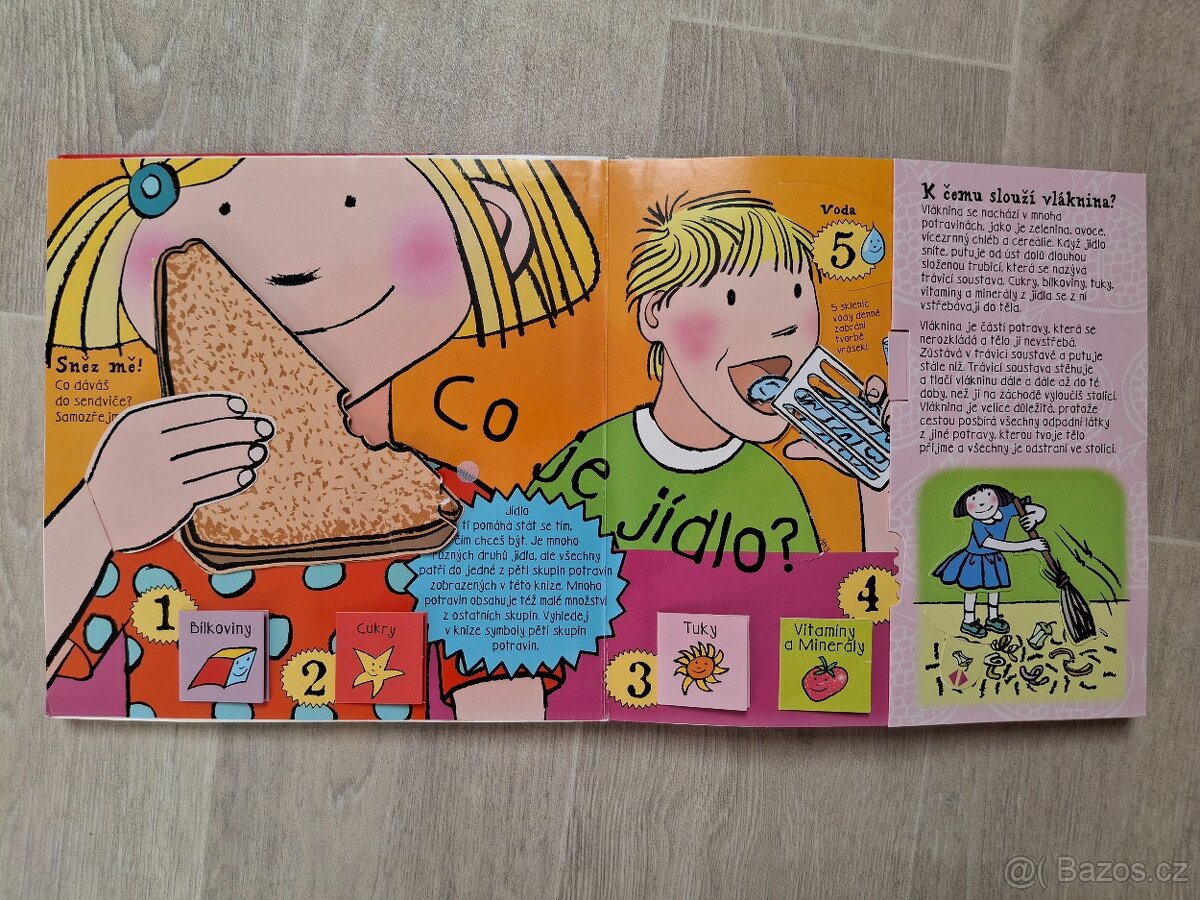 Sněz mě!
Co dáváš
do sendviče?
Samozřejm
Co
je jídlo?
Jídlo
ti pomáhá stát se tím,
čím chceš být. Je mnoho
různých druhů jídla, ale všechny
patří do jedné z pěti skupin potravin
zobrazených v této knize. Mnoho
potravin obsahuje též malé množství
z ostatních skupin. Vyhledej
v knize symboly pěti skupin
potravin.
1
Bílkoviny
2
Cukry
3
Tuky
4
Vitamíny
a Minerály
Voda
5
5 sklenic
vody denně
zabrání
tvorbě
vrásek!
K čemu slouží vláknina?
Vláknina se nachází v mnoha
potravinách, jako je zelenina, ovoce,
vícezrnný chléb a cereálie. Když jídlo
sníte, putuje od úst dolů dlouhou
složenou trubicí, která se nazývá
trávicí soustava. Cukry, bílkoviny, tuky,
vitamíny a minerály z jídla se z ní
vstřebávají do těla.
Vláknina je částí potravy, která se
nerozkládá a tělo jí nevstřebá.
Zůstává v trávicí soustavě a putuje
stále níž. Trávicí soustava stěhuje
a tlačí vlákninu dále a dále až do té
doby, než ji na záchodě vyloučíš stolicí.
Vláknina je velice důležitá, protože
cestou posbírá všechny odpadní látky
z jiné potravy, kterou tvoje tělo
přijme a všechny je odstraní ve stolici.
Bazos.cz